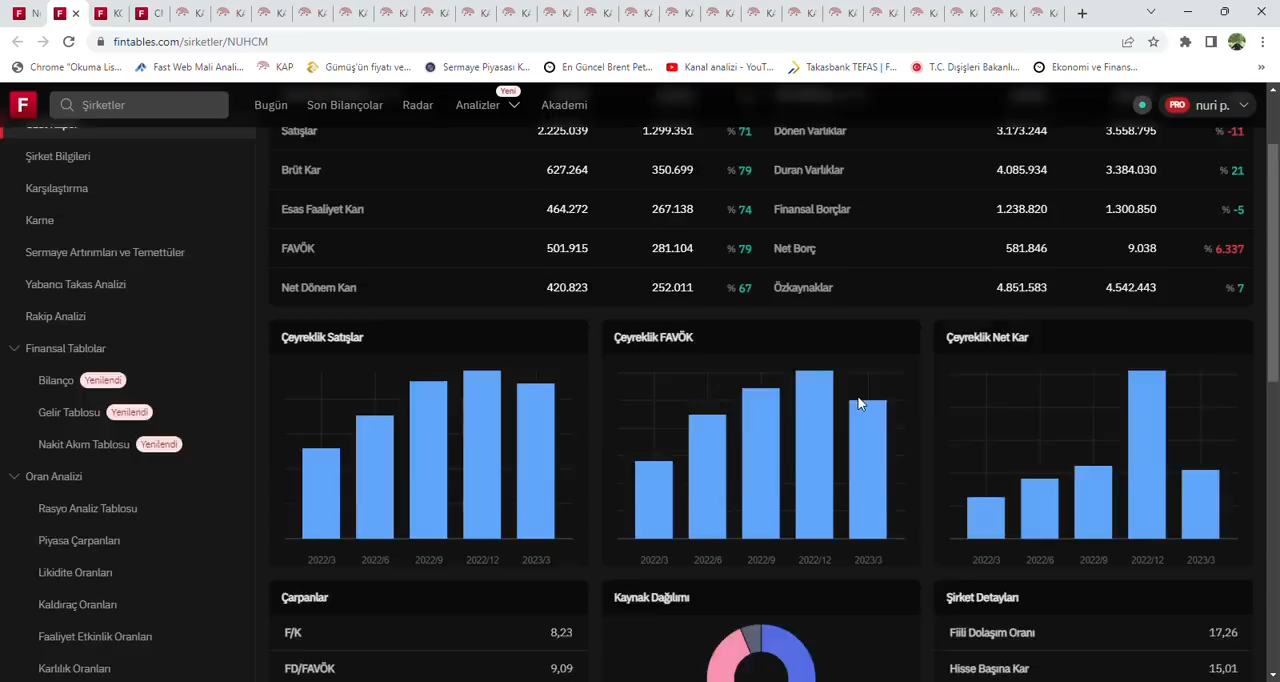 fintables.com/sirketler/NUHCM
Chrome "Okuma Lis...
Fast Web Mali Anali...
KAP
Gümüş'ün fiyatı ve...
Sermaye Piyasası K...
En Güncel Brent Pet...
Kanal analizi - YouT...
Takasbank TEFAS | F...
T.C. Dışişleri Bakanlı...
Ekonomi ve Finans...
»
F
Şirketler
Bugün
Son Bilançolar
Radar
Analizler
Yeni
Akademi
PRO nuri p.
Şirket Bilgileri
Karşılaştırma
Karne
Sermaye Artırımları ve Temettüler
Yabancı Takas Analizi
Rakip Analizi
Finansal Tablolar
Bilanço Yenilendi
Gelir Tablosu Yenilendi
Nakit Akım Tablosu Yenilendi
Oran Analizi
Rasyo Analiz Tablosu
Piyasa Çarpanları
Likidite Oranları
Kaldıraç Oranları
Faaliyet Etkinlik Oranları
Karlılık Oranları
Satışlar 2.225.039 1.299.351 % 71 Dönen Varlıklar 3.173.244 3.558.795 % -11
Brüt Kar 627.264 350.699 % 79 Duran Varlıklar 4.085.934 3.384.030 % 21
Esas Faaliyet Karı 464.272 267.138 % 74 Finansal Borçlar 1.238.820 1.300.850 % -5
FAVÖK 501.915 281.104 % 79 Net Borç 581.846 9.038 % 6.337
Net Dönem Karı 420.823 252.011 % 67 Özkaynaklar 4.851.583 4.542.443 % 7
Çeyreklik Satışlar
2022/3 2022/6 2022/9 2022/12 2023/3
Çeyreklik FAVÖK
2022/3 2022/6 2022/9 2022/12 2023/3
Çeyreklik Net Kar
2022/3 2022/6 2022/9 2022/12 2023/3
Çarpanlar
F/K 8,23
FD/FAVÖK 9,09
Kaynak Dağılımı
Şirket Detayları
Fiili Dolaşım Oranı 17,26
Hisse Başına Kar 15,01